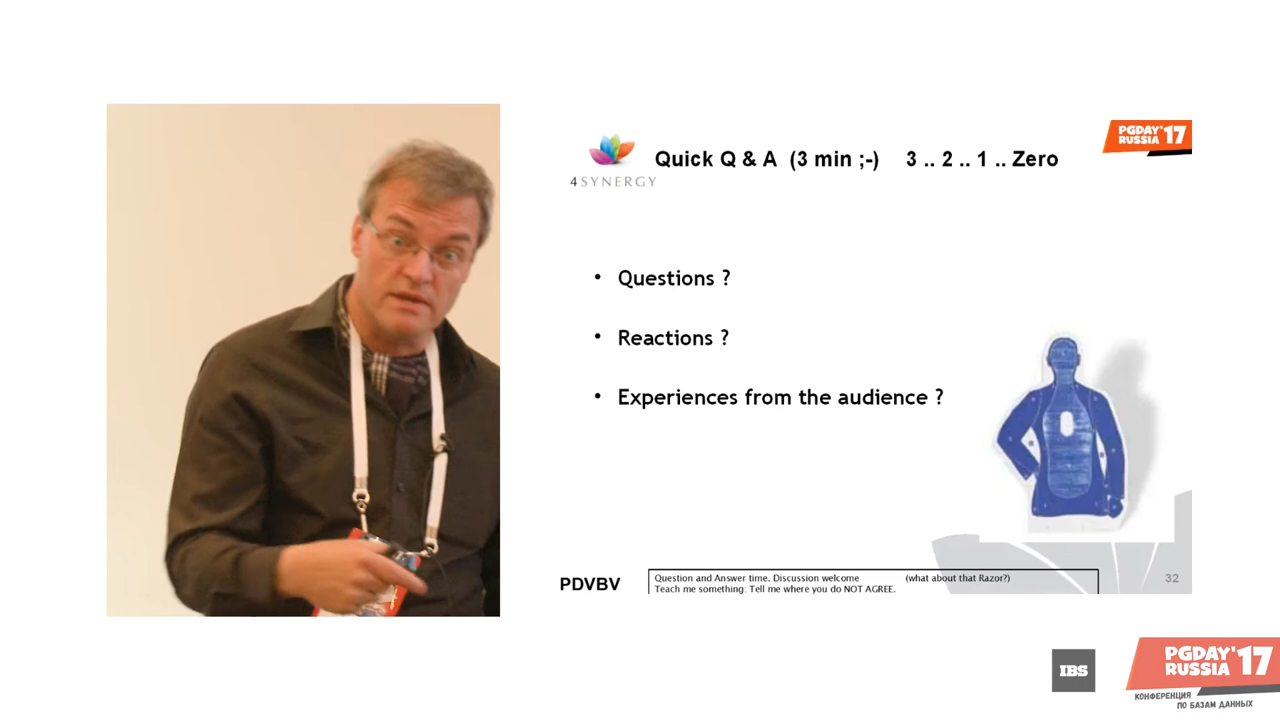 PGDAY'17
RUSSIA
4SYNERGY
Quick Q & A (3 min ;-) 3 .. 2 .. 1 .. Zero
• Questions ?
• Reactions ?
• Experiences from the audience ?
PDVBV
Question and Answer time. Discussion welcome (what about that Razor?)
Teach me something: Tell me where you do NOT AGREE.
32
IBS
PGDAY'17
RUSSIA
КОНФЕРЕНЦИЯ
ПО БАЗАМ ДАННЫХ